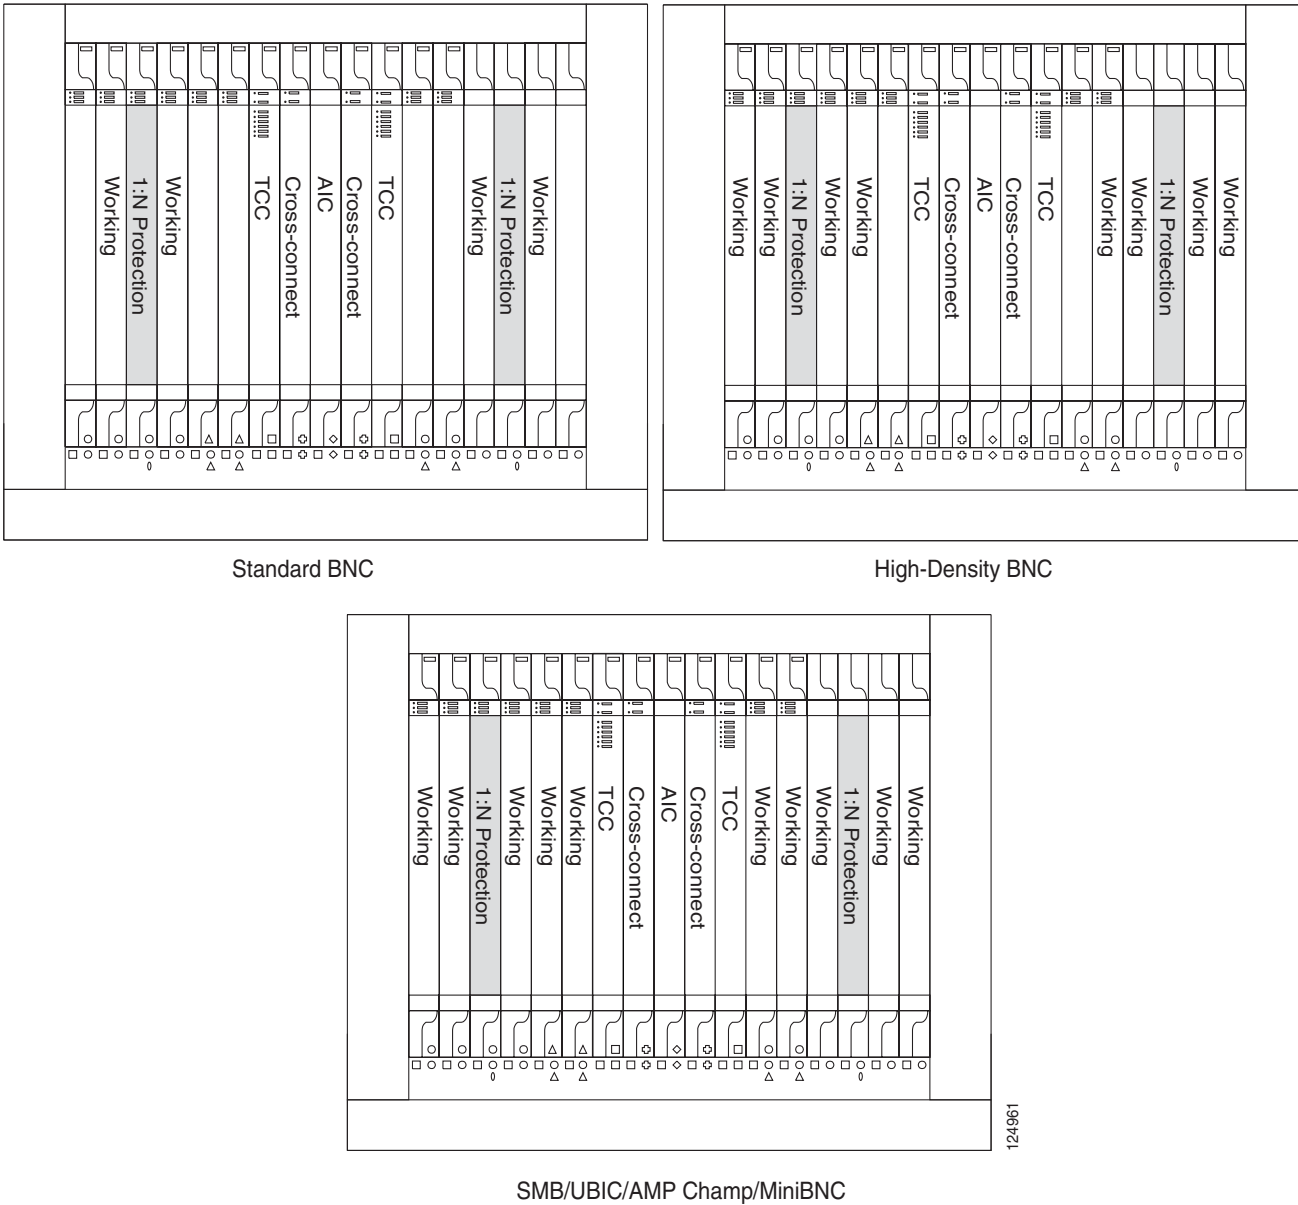 Working
1:N Protection
Working
TCC
Cross-connect
AIC
Cross-connect
TCC
Working
1:N Protection
Working
Standard BNC
Working
Working
1:N Protection
Working
Working
TCC
Cross-connect
AIC
Cross-connect
TCC
Working
Working
1:N Protection
Working
Working
High-Density BNC
Working
Working
1:N Protection
Working
Working
Working
TCC
Cross-connect
AIC
Cross-connect
TCC
Working
Working
Working
1:N Protection
Working
Working
124961
SMB/UBIC/AMP Champ/MiniBNC